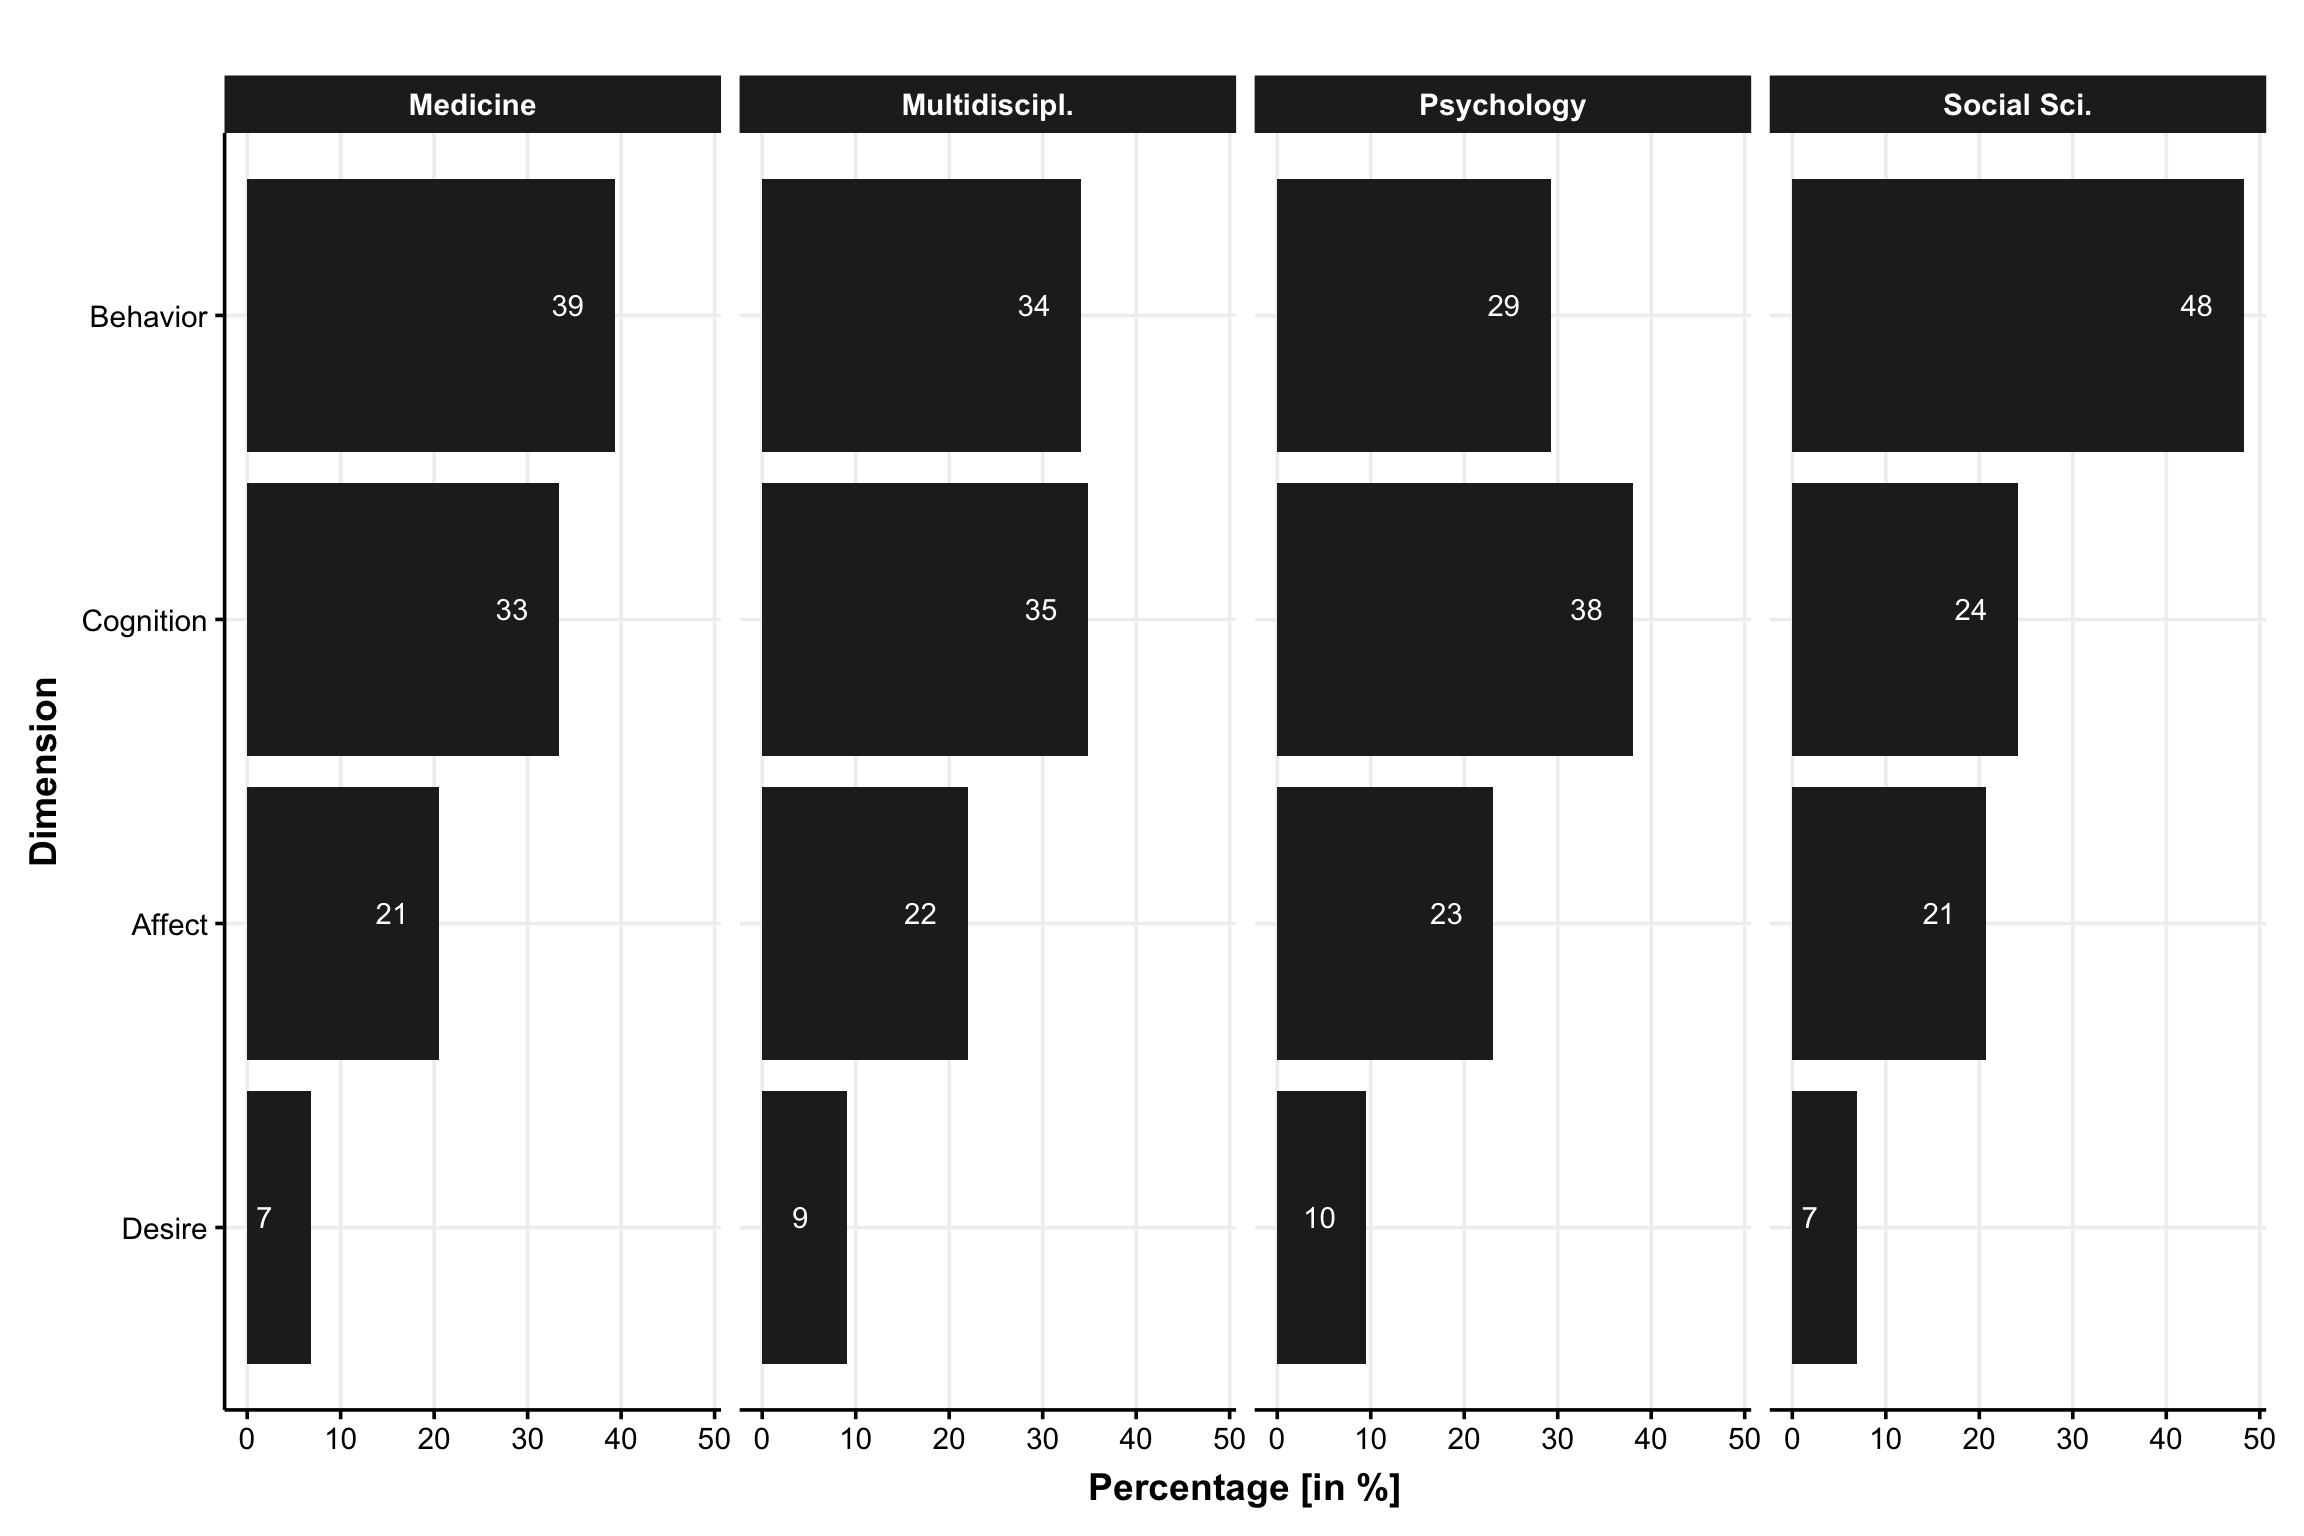 Medicine Multidiscipl. Psychology Social Sci.
Behavior 39 34 29 48
Cognition 33 35 38 24
Affect 21 22 23 21
Desire 7 9 10 7
0 10 20 30 40 50 0 10 20 30 40 50 0 10 20 30 40 50 0 10 20 30 40 50
Percentage [in %]
Dimension